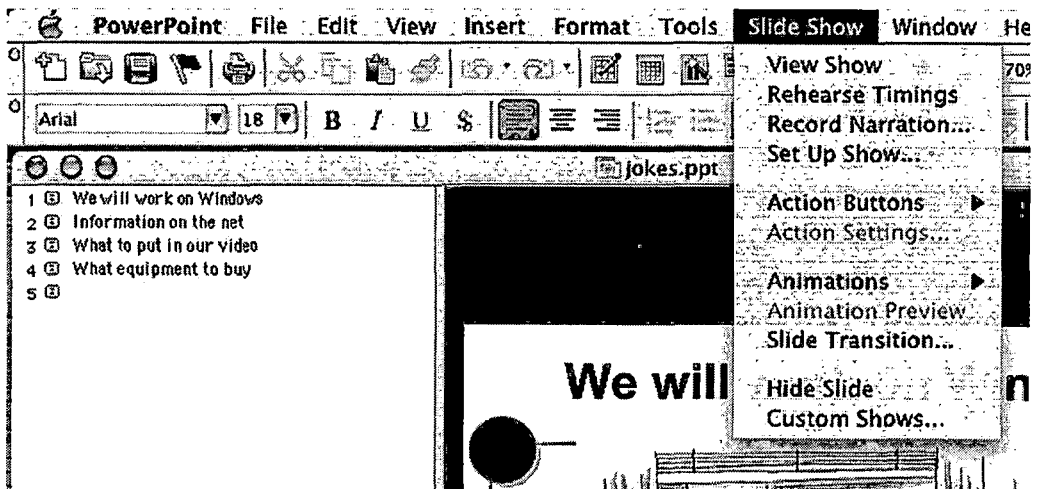 PowerPoint File Edit View Insert Format Tools Slide Show Window He
70%
Arial 18 B I U S
jokes.ppt
1 We will work on Windows
2 Information on the net
3 What to put in our video
4 What equipment to buy
5
View Show
Rehearse Timings
Record Narration...
Set Up Show...
Action Buttons
Action Settings...
Animations
Animation Preview
Slide Transition...
Hide Slide
Custom Shows...
We will n